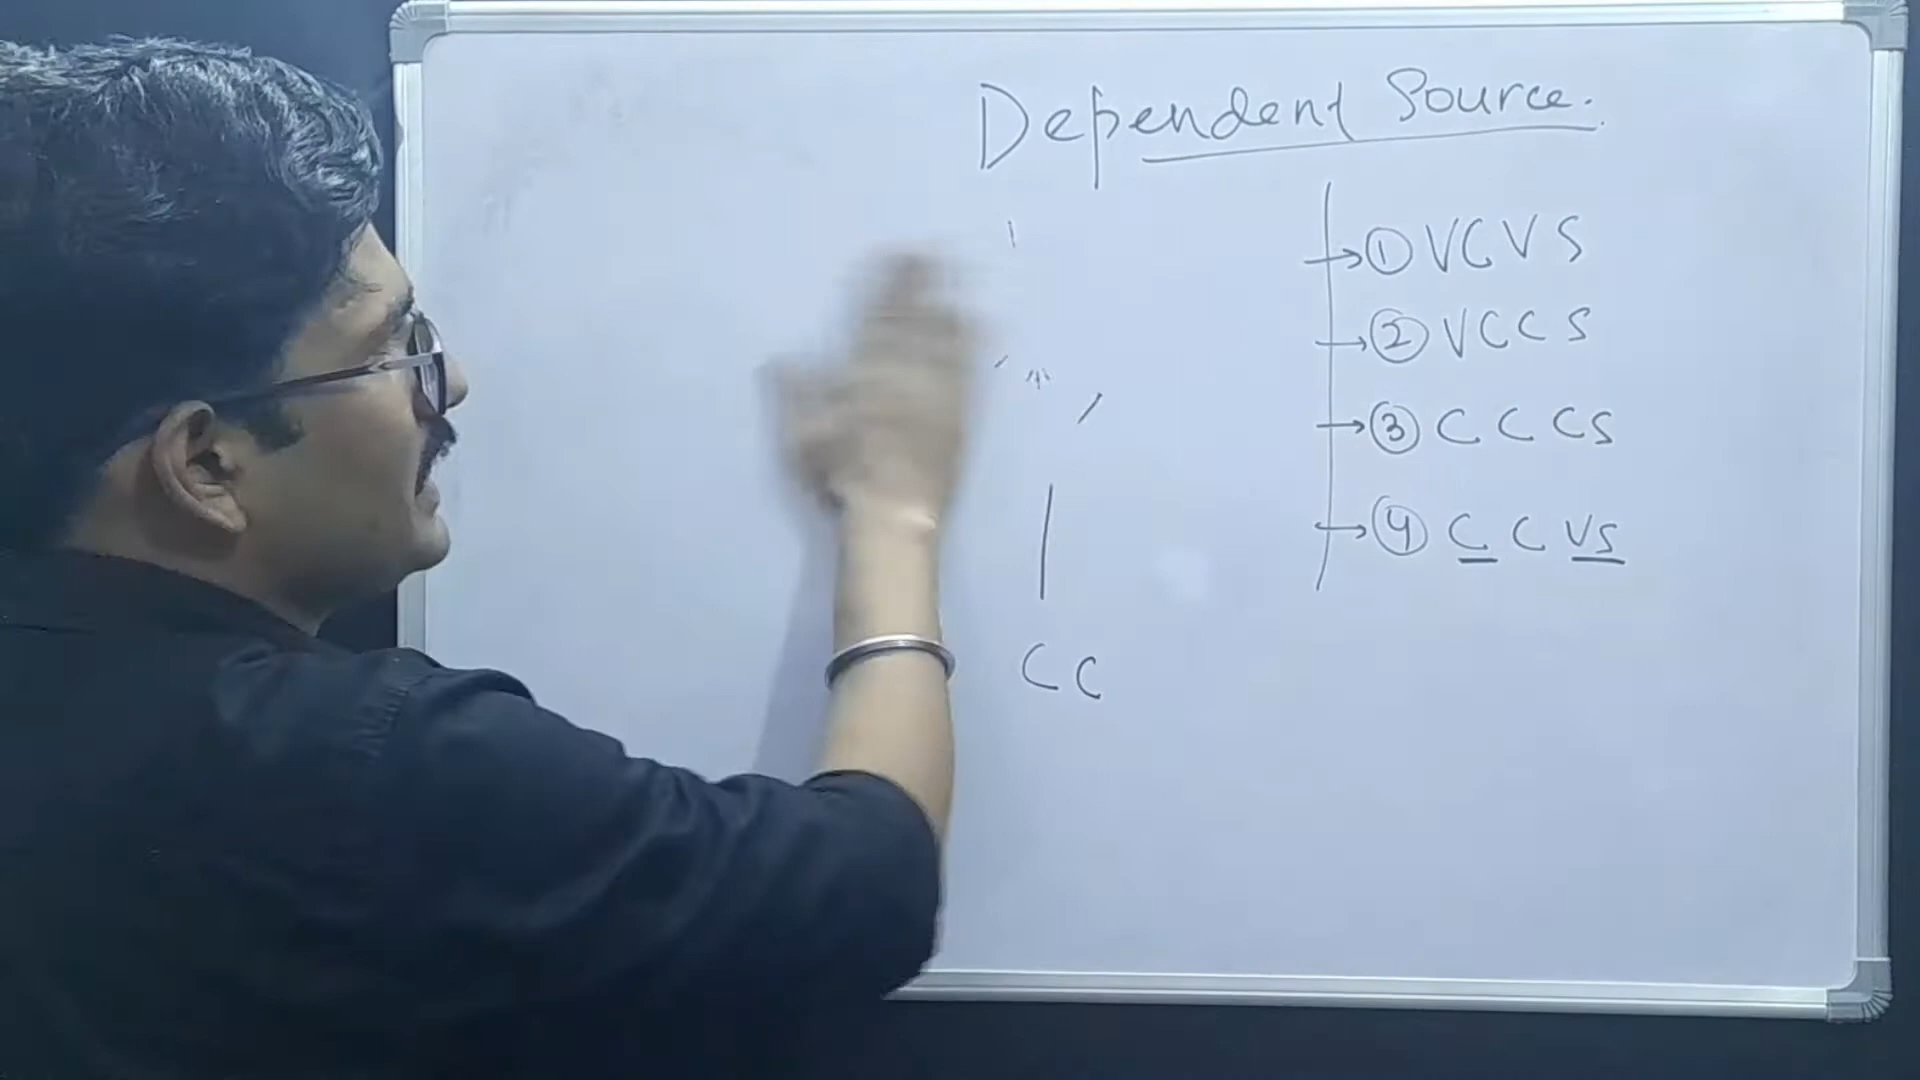 Dependent Source.
→① VCVS
→② VCCS
→③ CCCS
→④ CCVS
CC